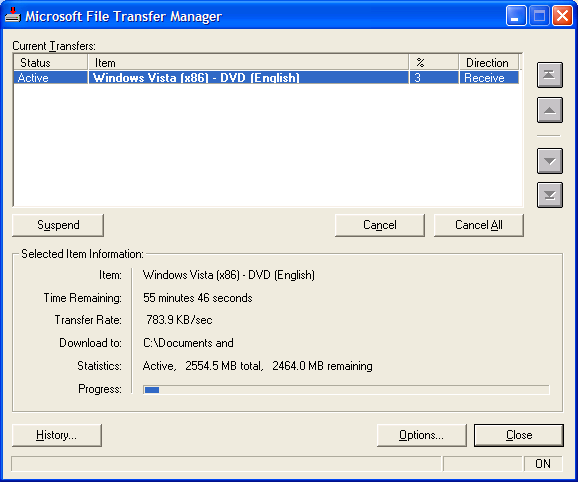 Microsoft File Transfer Manager
Current Transfers:
Status Item % Direction
Active Windows Vista (x86) - DVD (English) 3 Receive
Suspend Cancel Cancel All
Selected Item Information:
Item: Windows Vista (x86) - DVD (English)
Time Remaining: 55 minutes 46 seconds
Transfer Rate: 783.9 KB/sec
Download to: C:\Documents and
Statistics: Active, 2554.5 MB total, 2464.0 MB remaining
Progress:
History... Options... Close
ON